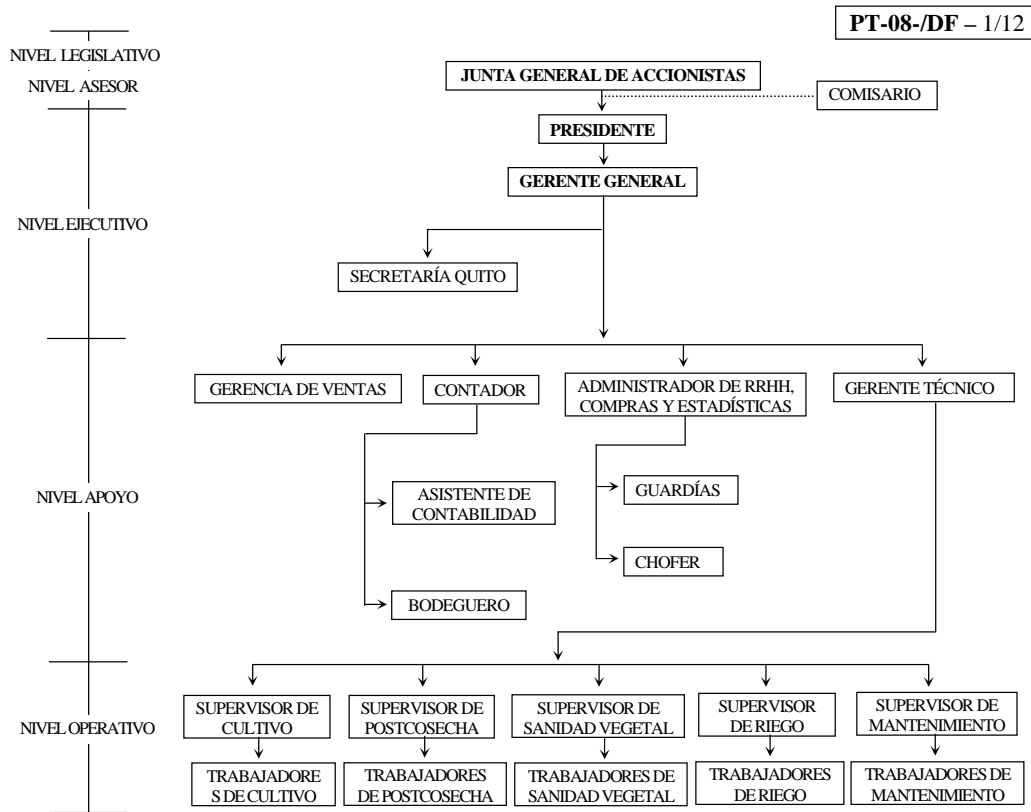 PT-08-/DF – 1/12
NIVEL LEGISLATIVO
NIVEL ASESOR
JUNTA GENERAL DE ACCIONISTAS
COMISARIO
PRESIDENTE
GERENTE GENERAL
NIVEL EJECUTIVO
SECRETARÍA QUITO
GERENCIA DE VENTAS
CONTADOR
ADMINISTRADOR DE RRHH,
COMPRAS Y ESTADÍSTICAS
GERENTE TÉCNICO
NIVEL APOYO
ASISTENTE DE
CONTABILIDAD
GUARDÍAS
CHOFER
BODEGUERO
NIVEL OPERATIVO
SUPERVISOR DE
CULTIVO
SUPERVISOR DE
POSTCOSECHA
SUPERVISOR DE
SANIDAD VEGETAL
SUPERVISOR
DE RIEGO
SUPERVISOR DE
MANTENIMIENTO
TRABAJADORE
S DE CULTIVO
TRABAJADORES
DE POSTCOSECHA
TRABAJADORES DE
SANIDAD VEGETAL
TRABAJADORES
DE RIEGO
TRABAJADORES DE
MANTENIMIENTO